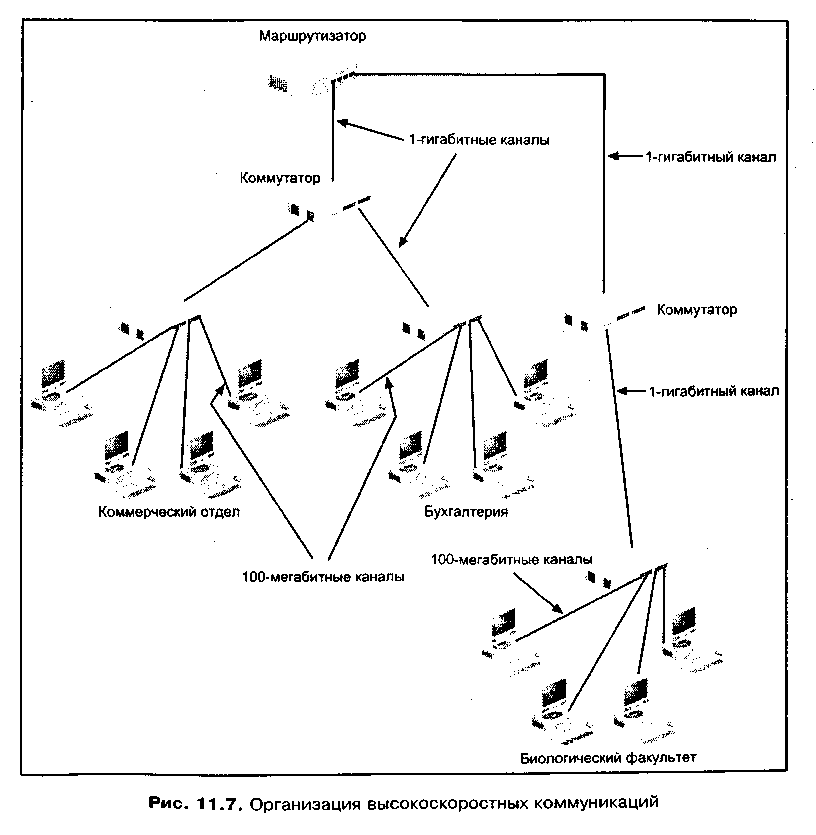 Маршрутизатор
1-гигабитные каналы
1-гигабитный канал
Коммутатор
Коммутатор
1-гигабитный канал
Коммерческий отдел
Бухгалтерия
100-мегабитные каналы
100-мегабитные каналы
Биологический факультет
Рис. 11.7. Организация высокоскоростных коммуникаций